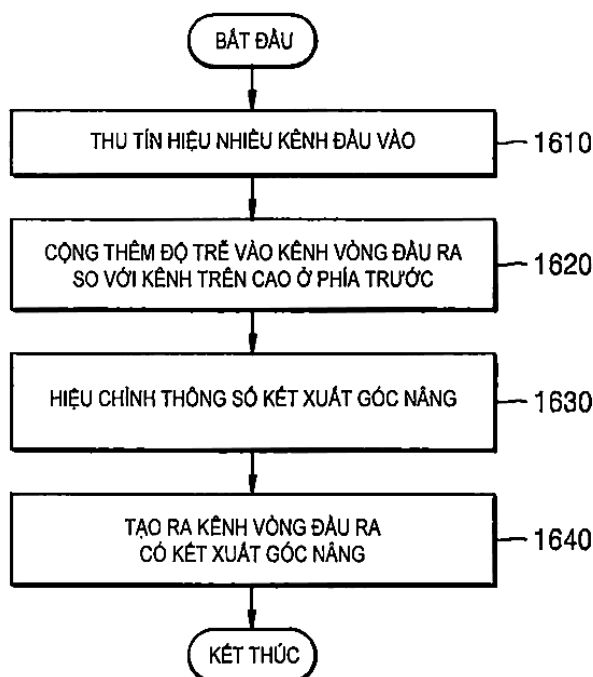 BẮT ĐẦU
THU TÍN HIỆU NHIỀU KÊNH ĐẦU VÀO
1610
CỘNG THÊM ĐỘ TRỄ VÀO KÊNH VÒNG ĐẦU RA
SO VỚI KÊNH TRÊN CAO Ở PHÍA TRƯỚC
1620
HIỆU CHỈNH THÔNG SỐ KẾT XUẤT GÓC NÂNG
1630
TẠO RA KÊNH VÒNG ĐẦU RA
CÓ KẾT XUẤT GÓC NÂNG
1640
KẾT THÚC